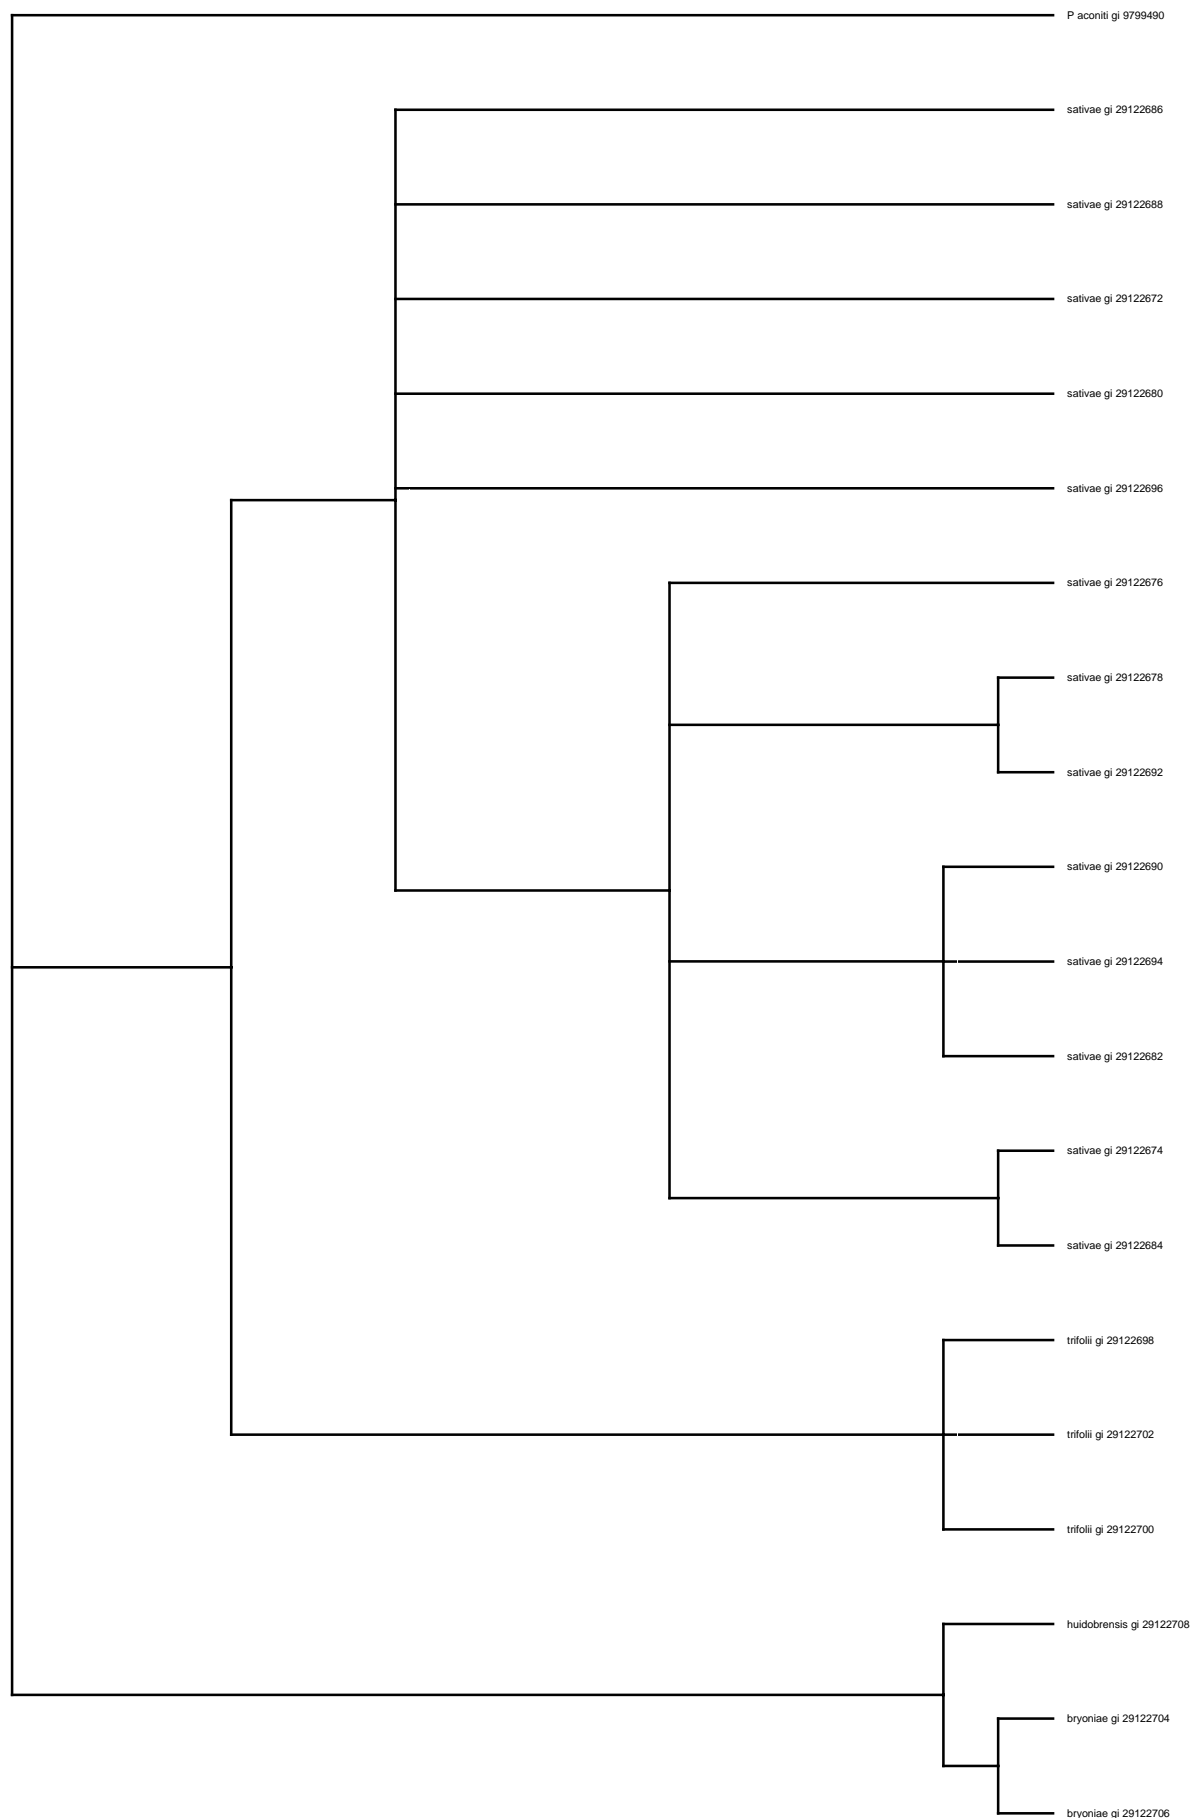 P aconiti gi 9799490
sativae gi 29122686
sativae gi 29122688
sativae gi 29122672
sativae gi 29122680
sativae gi 29122696
sativae gi 29122676
sativae gi 29122678
sativae gi 29122692
sativae gi 29122690
sativae gi 29122694
sativae gi 29122682
sativae gi 29122674
sativae gi 29122684
trifolii gi 29122698
trifolii gi 29122702
trifolii gi 29122700
huidobrensis gi 29122708
bryoniae gi 29122704
bryoniae gi 29122706